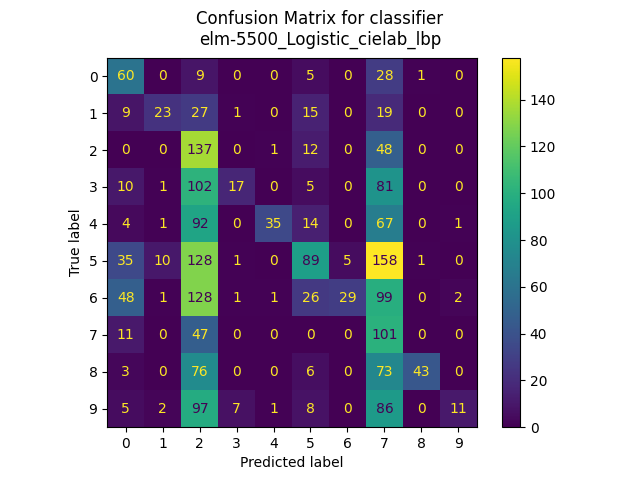 Confusion Matrix for classifier
elm-5500_Logistic_cielab_lbp
0 60 0 9 0 0 5 0 28 1 0
1 9 23 27 1 0 15 0 19 0 0
2 0 0 137 0 1 12 0 48 0 0
3 10 1 102 17 0 5 0 81 0 0
4 4 1 92 0 35 14 0 67 0 1
5 35 10 128 1 0 89 5 158 1 0
6 48 1 128 1 1 26 29 99 0 2
7 11 0 47 0 0 0 0 101 0 0
8 3 0 76 0 0 6 0 73 43 0
9 5 2 97 7 1 8 0 86 0 11
0 1 2 3 4 5 6 7 8 9
Predicted label
True label
140
120
100
80
60
40
20
0